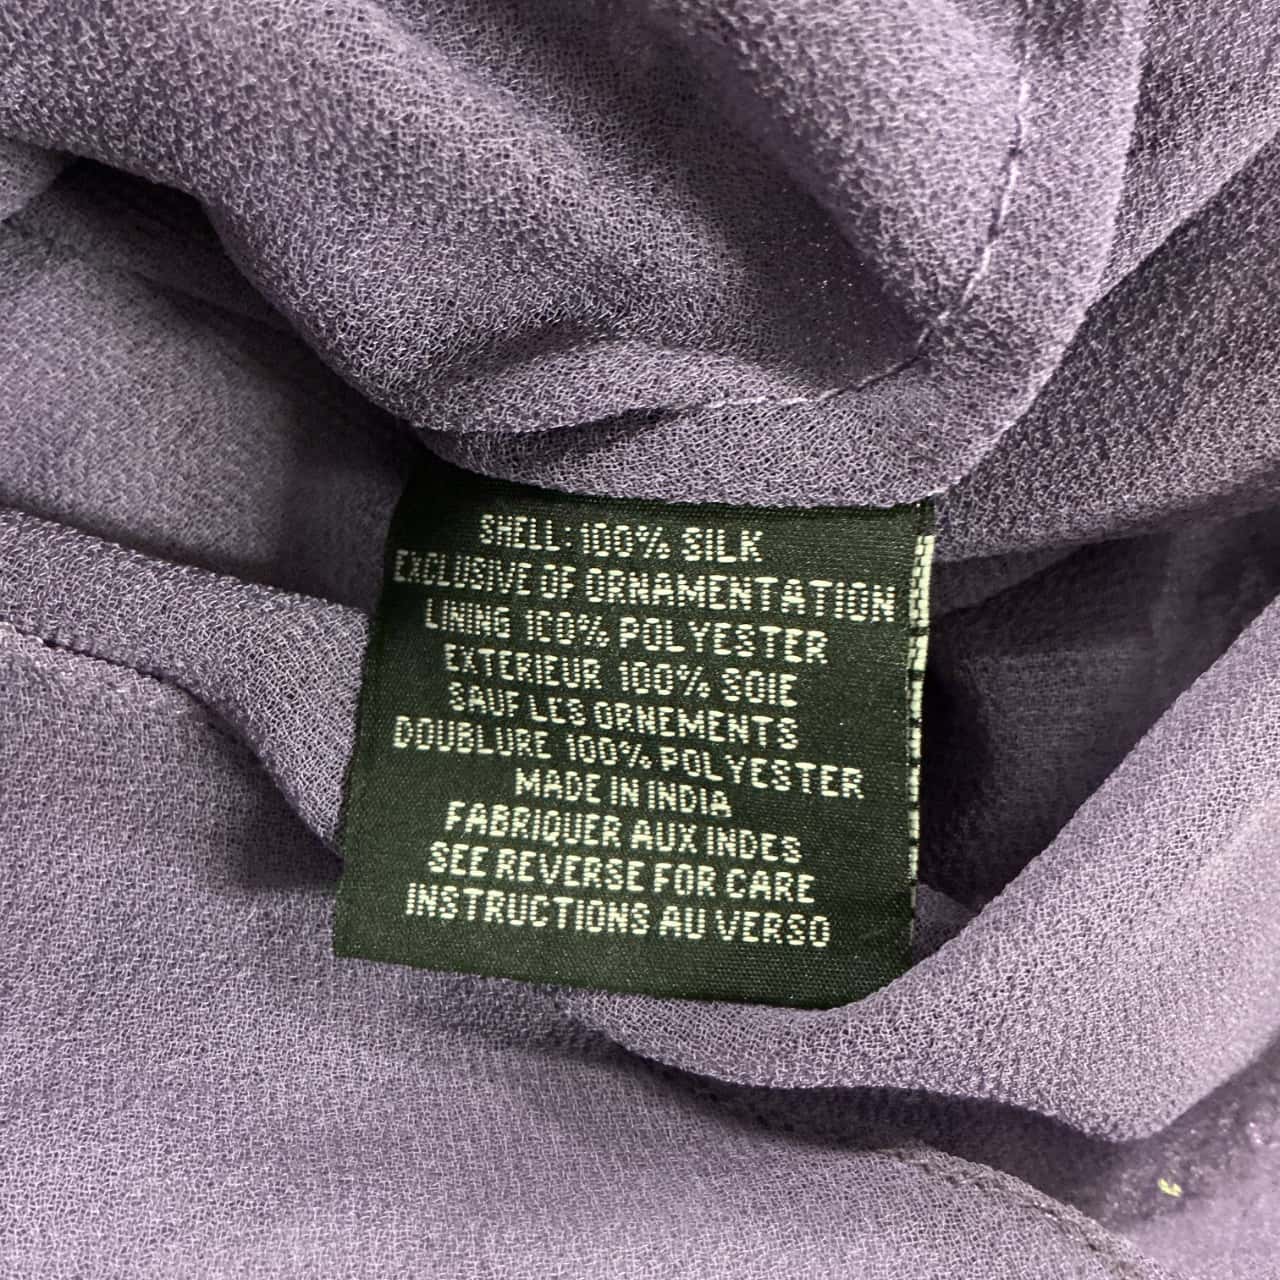 SHELL: 100% SILK
EXCLUSIVE OF ORNAMENTATION
LINING 100% POLYESTER
EXTERIEUR 100% SOIE
SAUF LES ORNEMENTS
DOUBLURE 100% POLYESTER
MADE IN INDIA
FABRIQUER AUX INDES
SEE REVERSE FOR CARE
INSTRUCTIONS AU VERSO